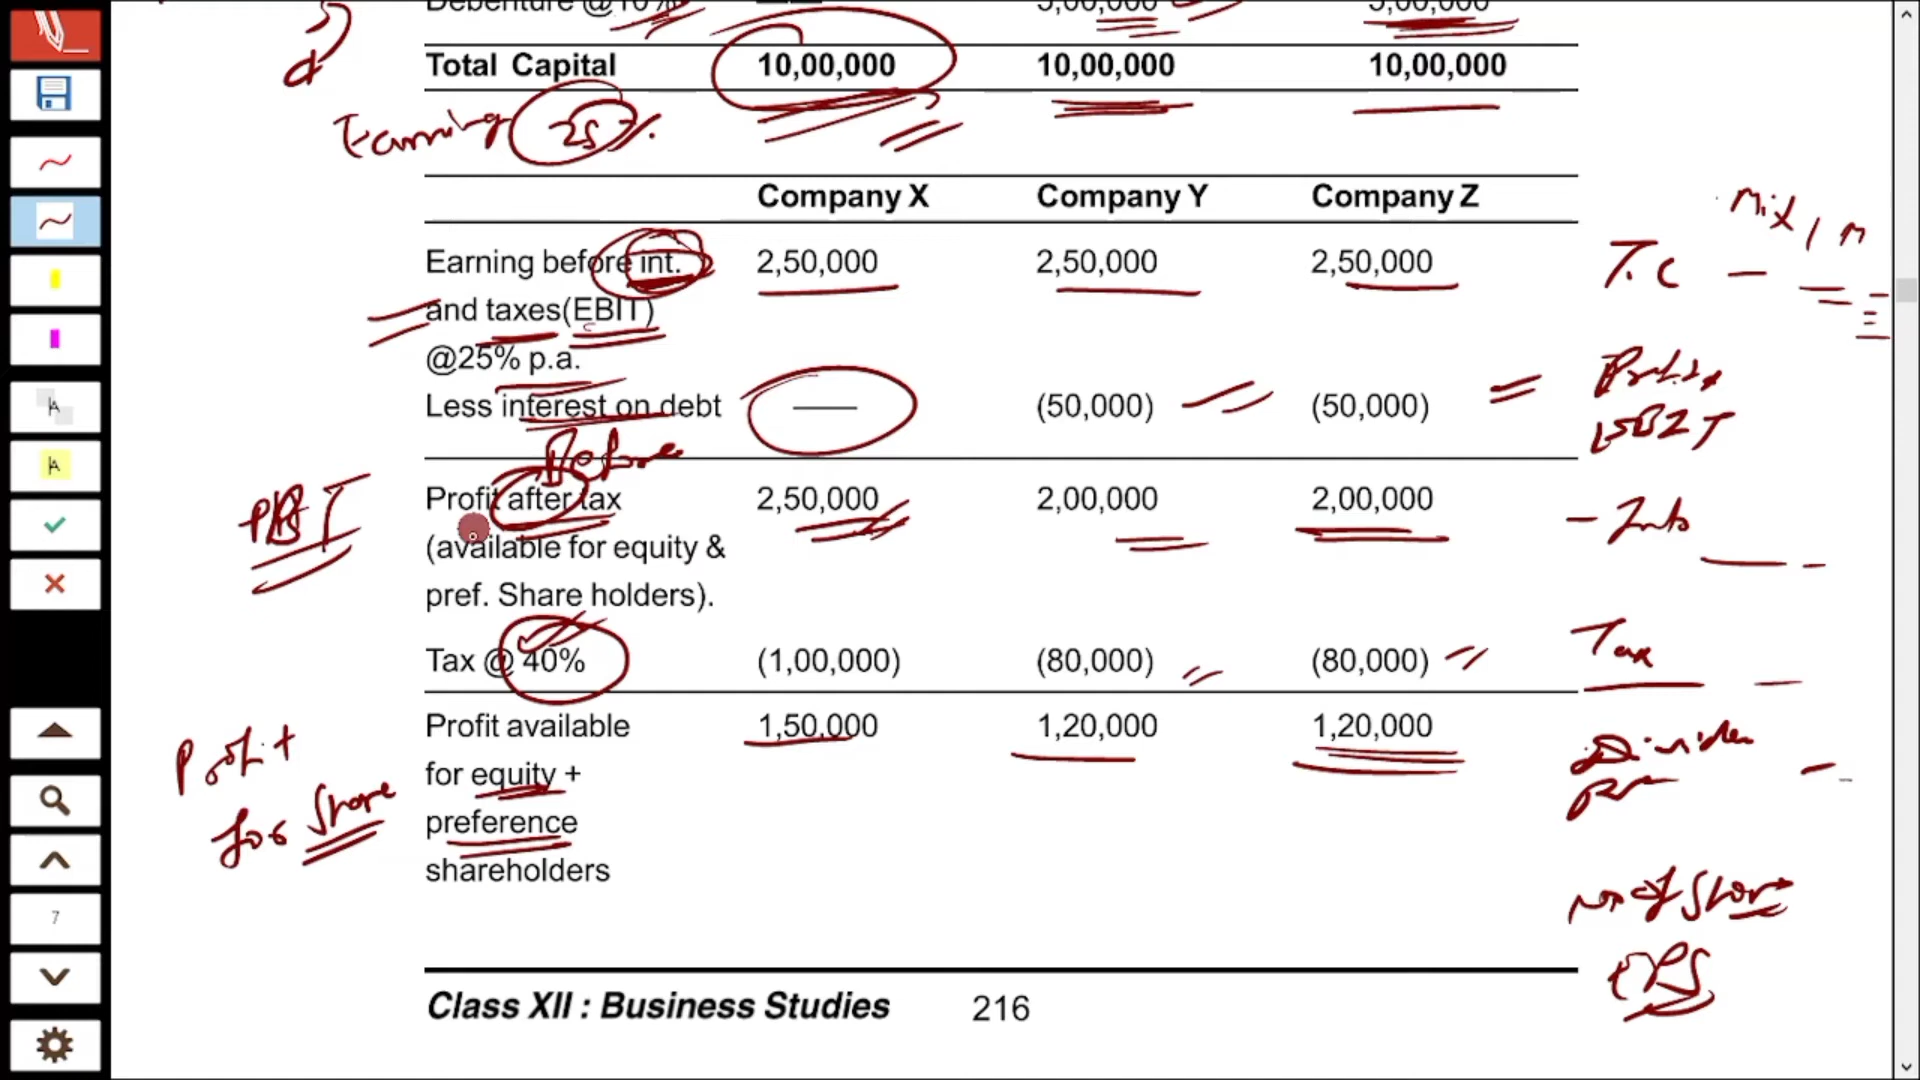 Total Capital 10,00,000 10,00,000 10,00,000
Earning 25%
Company X Company Y Company Z
Earning before int. 2,50,000 2,50,000 2,50,000
and taxes(EBIT)
@25% p.a.
Less interest on debt —— (50,000) (50,000)
Before
Profit after tax 2,50,000 2,00,000 2,00,000
(available for equity &
pref. Share holders).
Tax @ 40% (1,00,000) (80,000) (80,000)
Profit available 1,50,000 1,20,000 1,20,000
for equity +
preference
shareholders
Profit
for Share
T.C
Tax
EPS
Class XII : Business Studies 216
7